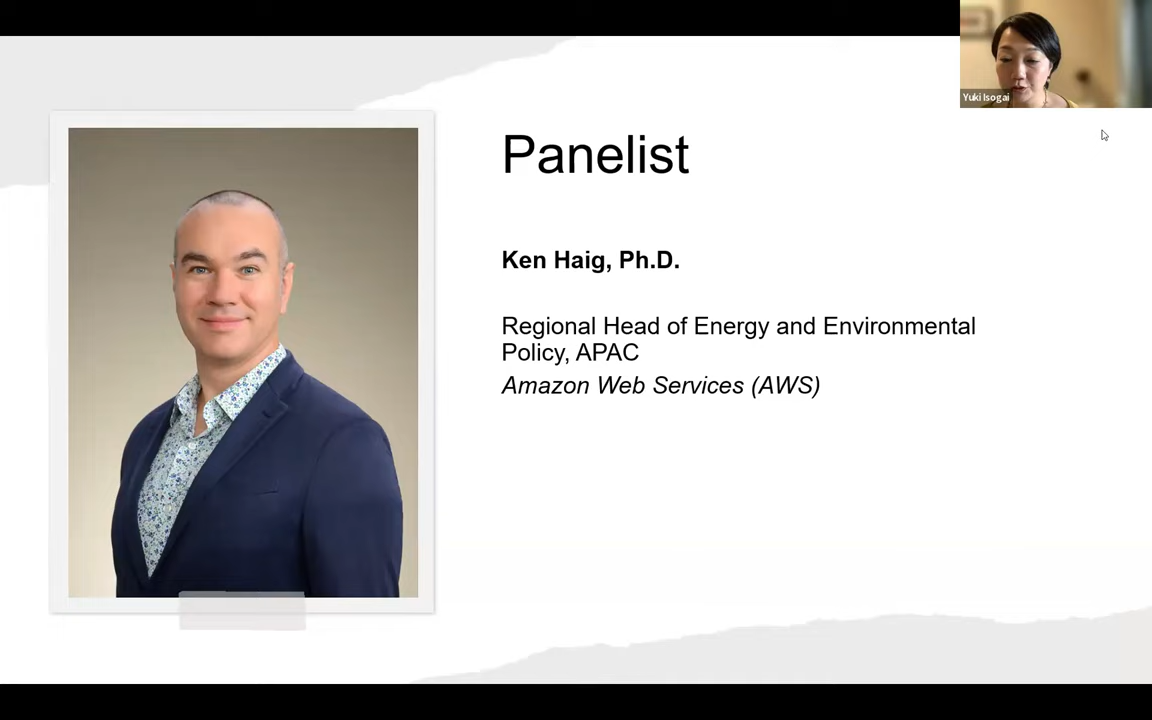 Yuki Isogai
Panelist
Ken Haig, Ph.D.
Regional Head of Energy and Environmental
Policy, APAC
Amazon Web Services (AWS)